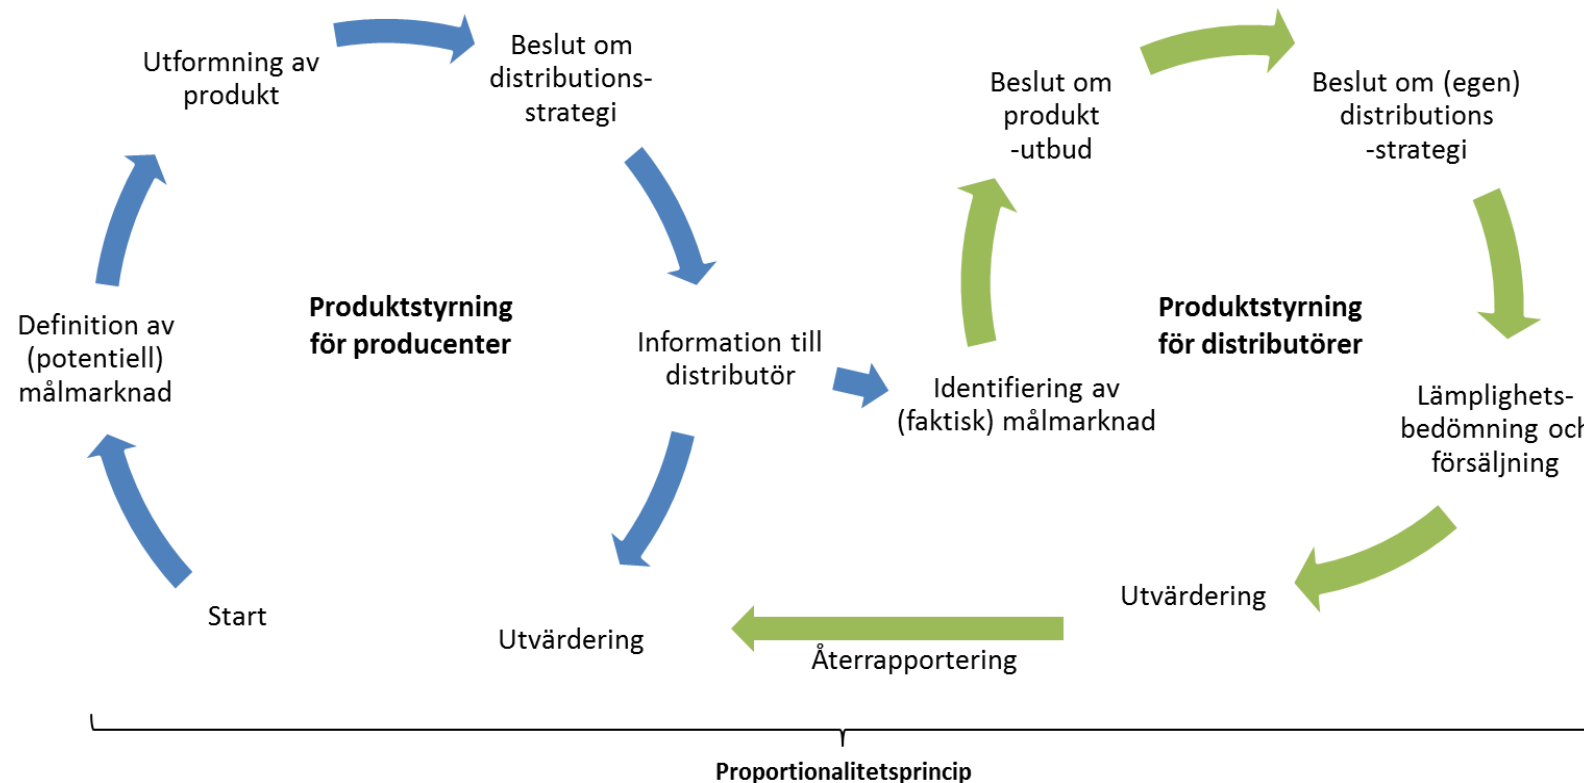 Utformning av
produkt
Beslut om
distributions-
strategi
Beslut om
produkt
-utbud
Beslut om (egen)
distributions
-strategi
Produktstyrning
för producenter
Produktstyrning
för distributörer
Definition av
(potentiell)
målmarknad
Information till
distributör
Identifiering av
(faktisk) målmarknad
Lämplighets-
bedömning och
försäljning
Start
Utvärdering
Återrapportering
Utvärdering
Proportionalitetsprincip